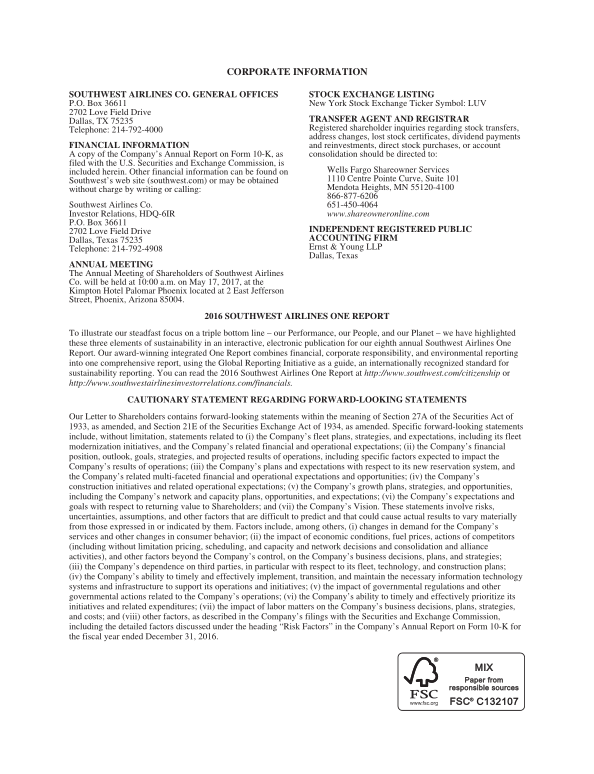 CORPORATE INFORMATION
SOUTHWEST AIRLINES CO. GENERAL OFFICES
P.O. Box 36611
2702 Love Field Drive
Dallas, TX 75235
Telephone: 214-792-4000
FINANCIAL INFORMATION
A copy of the Company's Annual Report on Form 10-K, as
filed with the U.S. Securities and Exchange Commission, is
included herein. Other financial information can be found on
Southwest's web site (southwest.com) or may be obtained
without charge by writing or calling:
Southwest Airlines Co.
Investor Relations, HDQ-6IR
P.O. Box 36611
2702 Love Field Drive
Dallas, Texas 75235
Telephone: 214-792-4908
ANNUAL MEETING
The Annual Meeting of Shareholders of Southwest Airlines
Co. will be held at 10:00 a.m. on May 17, 2017, at the
Kimpton Hotel Palomar Phoenix located at 2 East Jefferson
Street, Phoenix, Arizona 85004.
STOCK EXCHANGE LISTING
New York Stock Exchange Ticker Symbol: LUV
TRANSFER AGENT AND REGISTRAR
Registered shareholder inquiries regarding stock transfers,
address changes, lost stock certificates, dividend payments
and reinvestments, direct stock purchases, or account
consolidation should be directed to:
Wells Fargo Shareowner Services
1110 Centre Pointe Curve, Suite 101
Mendota Heights, MN 55120-4100
866-877-6206
651-450-4064
www.shareowneronline.com
INDEPENDENT REGISTERED PUBLIC
ACCOUNTING FIRM
Ernst & Young LLP
Dallas, Texas
2016 SOUTHWEST AIRLINES ONE REPORT
To illustrate our steadfast focus on a triple bottom line – our Performance, our People, and our Planet – we have highlighted
these three elements of sustainability in an interactive, electronic publication for our eighth annual Southwest Airlines One
Report. Our award-winning integrated One Report combines financial, corporate responsibility, and environmental reporting
into one comprehensive report, using the Global Reporting Initiative as a guide, an internationally recognized standard for
sustainability reporting. You can read the 2016 Southwest Airlines One Report at http://www.southwest.com/citizenship or
http://www.southwestairlinesinvestorrelations.com/financials.
CAUTIONARY STATEMENT REGARDING FORWARD-LOOKING STATEMENTS
Our Letter to Shareholders contains forward-looking statements within the meaning of Section 27A of the Securities Act of
1933, as amended, and Section 21E of the Securities Exchange Act of 1934, as amended. Specific forward-looking statements
include, without limitation, statements related to (i) the Company's fleet plans, strategies, and expectations, including its fleet
modernization initiatives, and the Company's related financial and operational expectations; (ii) the Company's financial
position, outlook, goals, strategies, and projected results of operations, including specific factors expected to impact the
Company's results of operations; (iii) the Company's plans and expectations with respect to its new reservation system, and
the Company's related multi-faceted financial and operational expectations and opportunities; (iv) the Company's
construction initiatives and related operational expectations; (v) the Company's growth plans, strategies, and opportunities,
including the Company's network and capacity plans, opportunities, and expectations; (vi) the Company's expectations and
goals with respect to returning value to Shareholders; and (vii) the Company's Vision. These statements involve risks,
uncertainties, assumptions, and other factors that are difficult to predict and that could cause actual results to vary materially
from those expressed in or indicated by them. Factors include, among others, (i) changes in demand for the Company's
services and other changes in consumer behavior; (ii) the impact of economic conditions, fuel prices, actions of competitors
(including without limitation pricing, scheduling, and capacity and network decisions and consolidation and alliance
activities), and other factors beyond the Company's control, on the Company's business decisions, plans, and strategies;
(iii) the Company's dependence on third parties, in particular with respect to its fleet, technology, and construction plans;
(iv) the Company's ability to timely and effectively implement, transition, and maintain the necessary information technology
systems and infrastructure to support its operations and initiatives; (v) the impact of governmental regulations and other
governmental actions related to the Company's operations; (vi) the Company's ability to timely and effectively prioritize its
initiatives and related expenditures; (vii) the impact of labor matters on the Company's business decisions, plans, strategies,
and costs; and (viii) other factors, as described in the Company's filings with the Securities and Exchange Commission,
including the detailed factors discussed under the heading "Risk Factors" in the Company's Annual Report on Form 10-K for
the fiscal year ended December 31, 2016.
®
FSC
www.fsc.org
MIX
Paper from
responsible sources
FSC® C132107